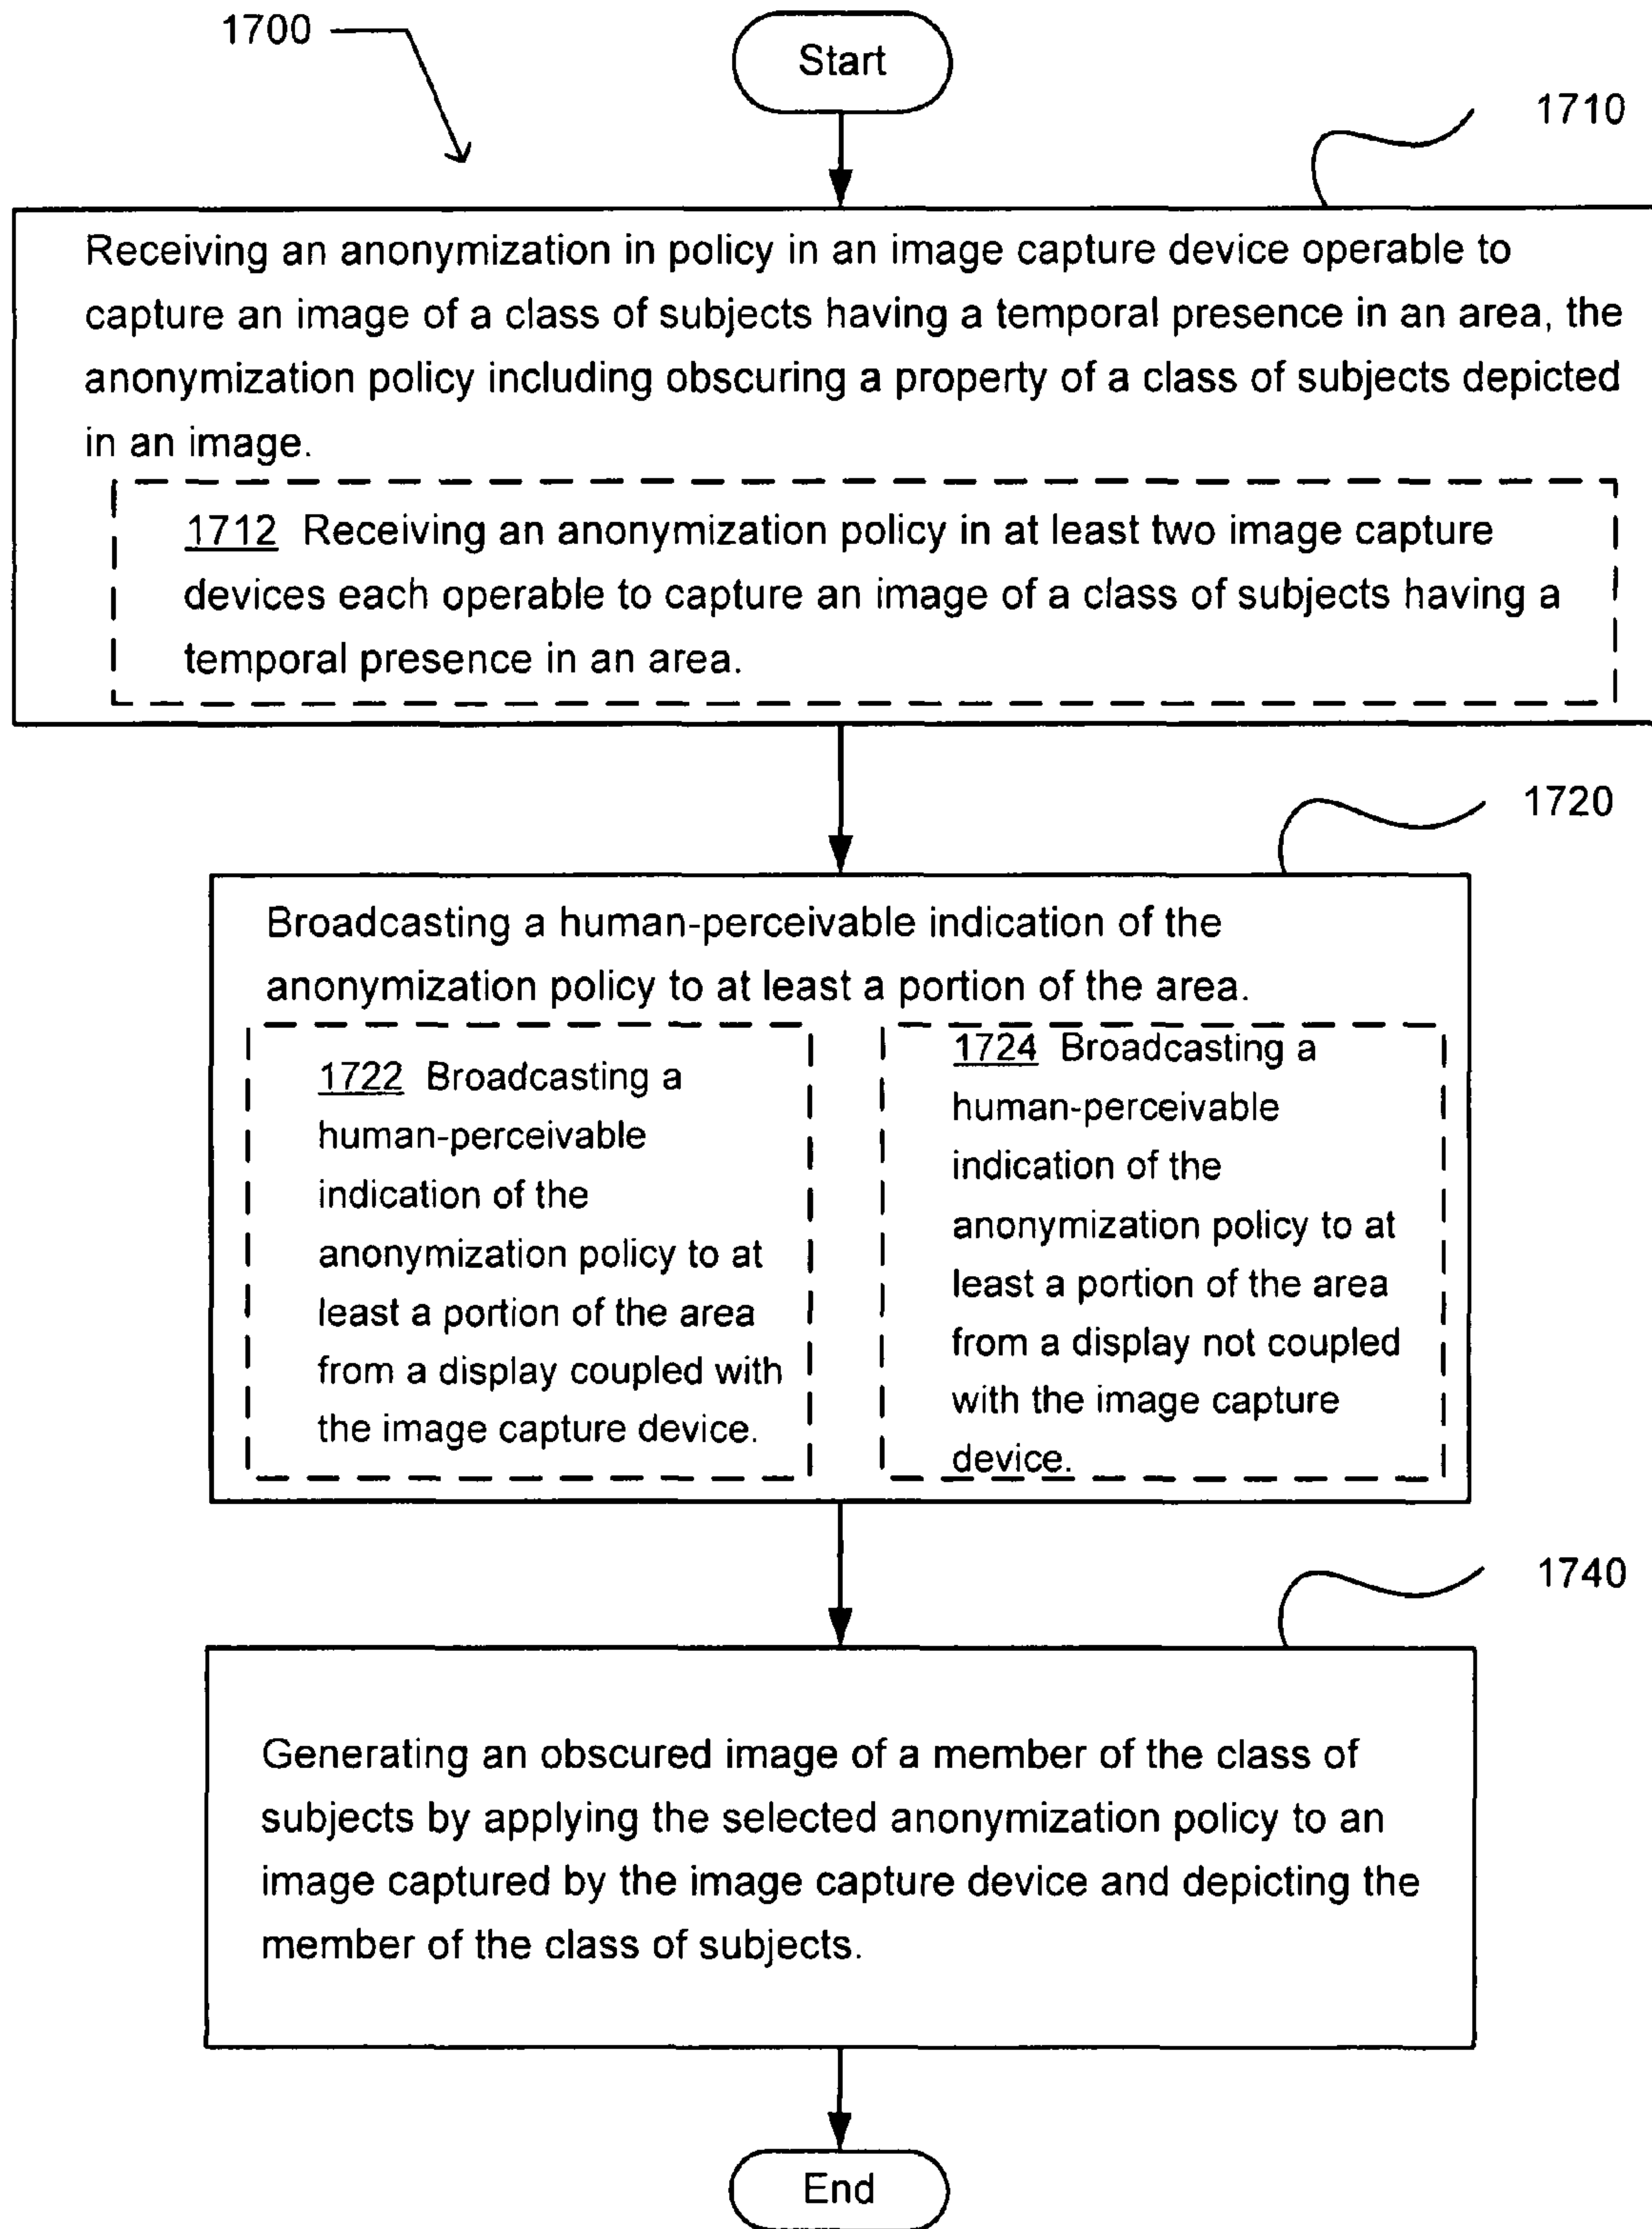 1700
Start
1710
Receiving an anonymization in policy in an image capture device operable to
capture an image of a class of subjects having a temporal presence in an area, the
anonymization policy including obscuring a property of a class of subjects depicted
in an image.
1712 Receiving an anonymization policy in at least two image capture
devices each operable to capture an image of a class of subjects having a
temporal presence in an area.
1720
Broadcasting a human-perceivable indication of the
anonymization policy to at least a portion of the area.
1722 Broadcasting a
human-perceivable
indication of the
anonymization policy to at
least a portion of the area
from a display coupled with
the image capture device.
1724 Broadcasting a
human-perceivable
indication of the
anonymization policy to at
least a portion of the area
from a display not coupled
with the image capture
device.
1740
Generating an obscured image of a member of the class of
subjects by applying the selected anonymization policy to an
image captured by the image capture device and depicting the
member of the class of subjects.
End